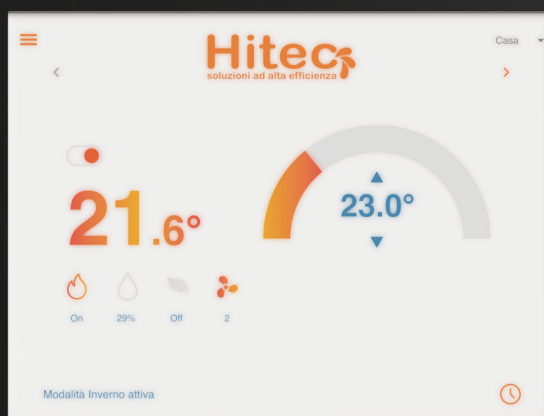 Hitec
soluzioni ad alta efficienza
Casa
21.6°
23.0°
On
29%
Off
2
Modalità Inverno attiva